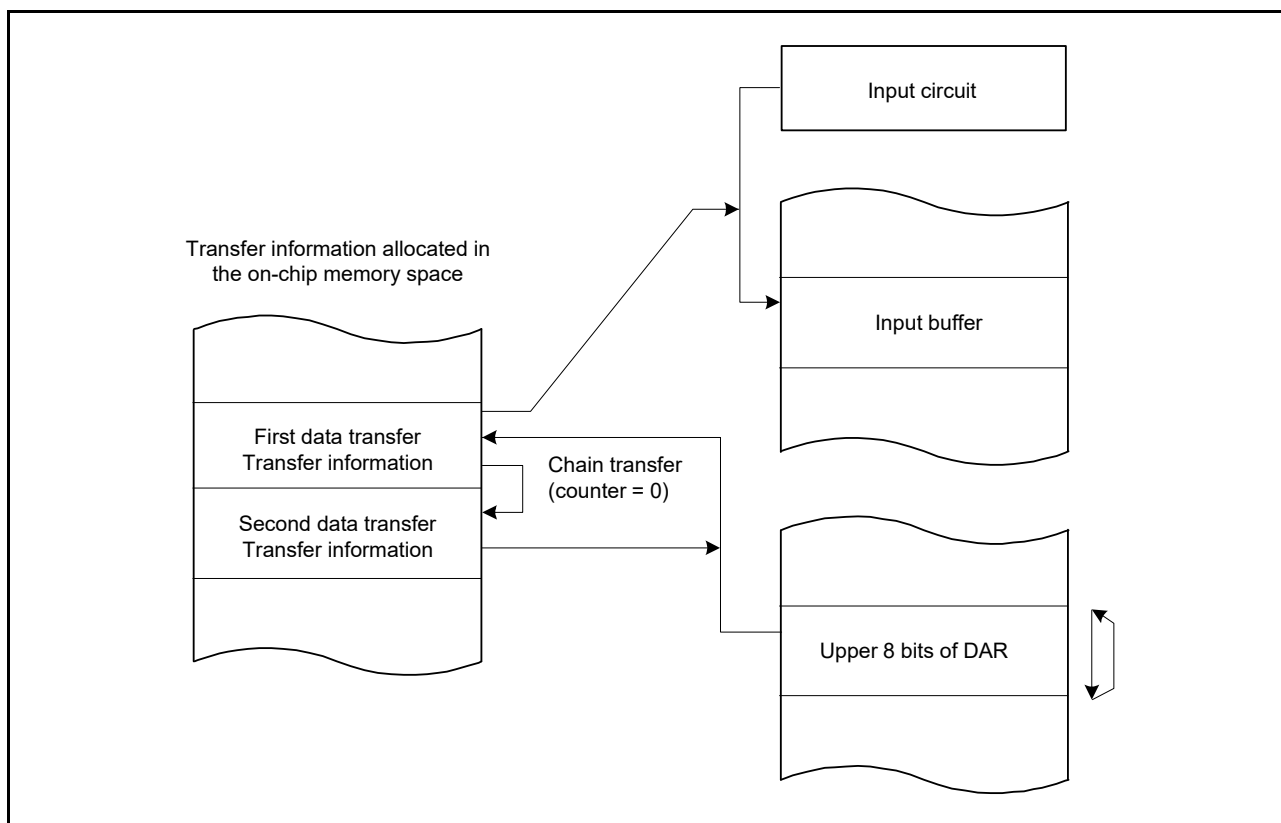 Input circuit
Transfer information allocated in
the on-chip memory space
Input buffer
First data transfer
Transfer information
Chain transfer
(counter = 0)
Second data transfer
Transfer information
Upper 8 bits of DAR